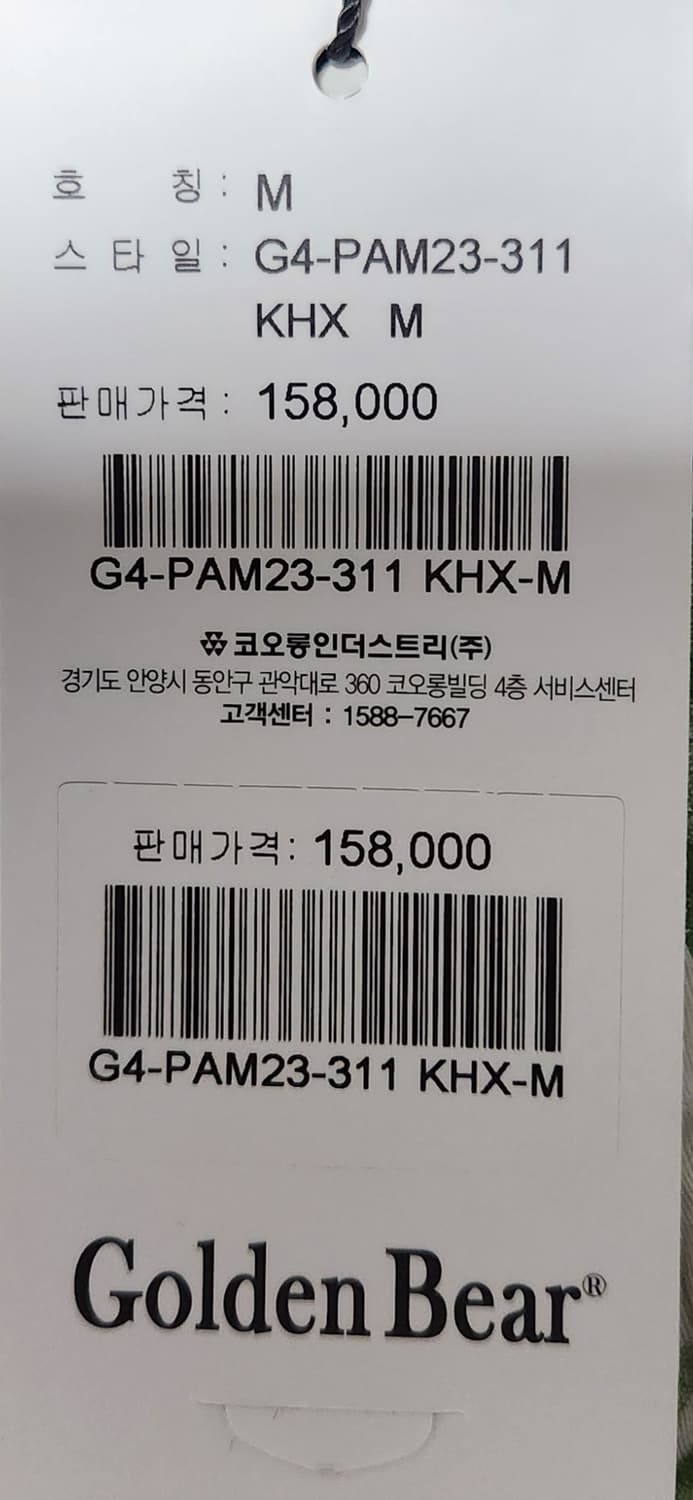 호 칭 : M
스 타 일 : G4-PAM23-311
KHX M
판매가격 : 158,000
G4-PAM23-311 KHX-M
코오롱인더스트리(주)
경기도 안양시 동안구 관악대로 360 코오롱빌딩 4층 서비스센터
고객센터 : 1588-7667
판매가격: 158,000
G4-PAM23-311 KHX-M
Golden Bear®